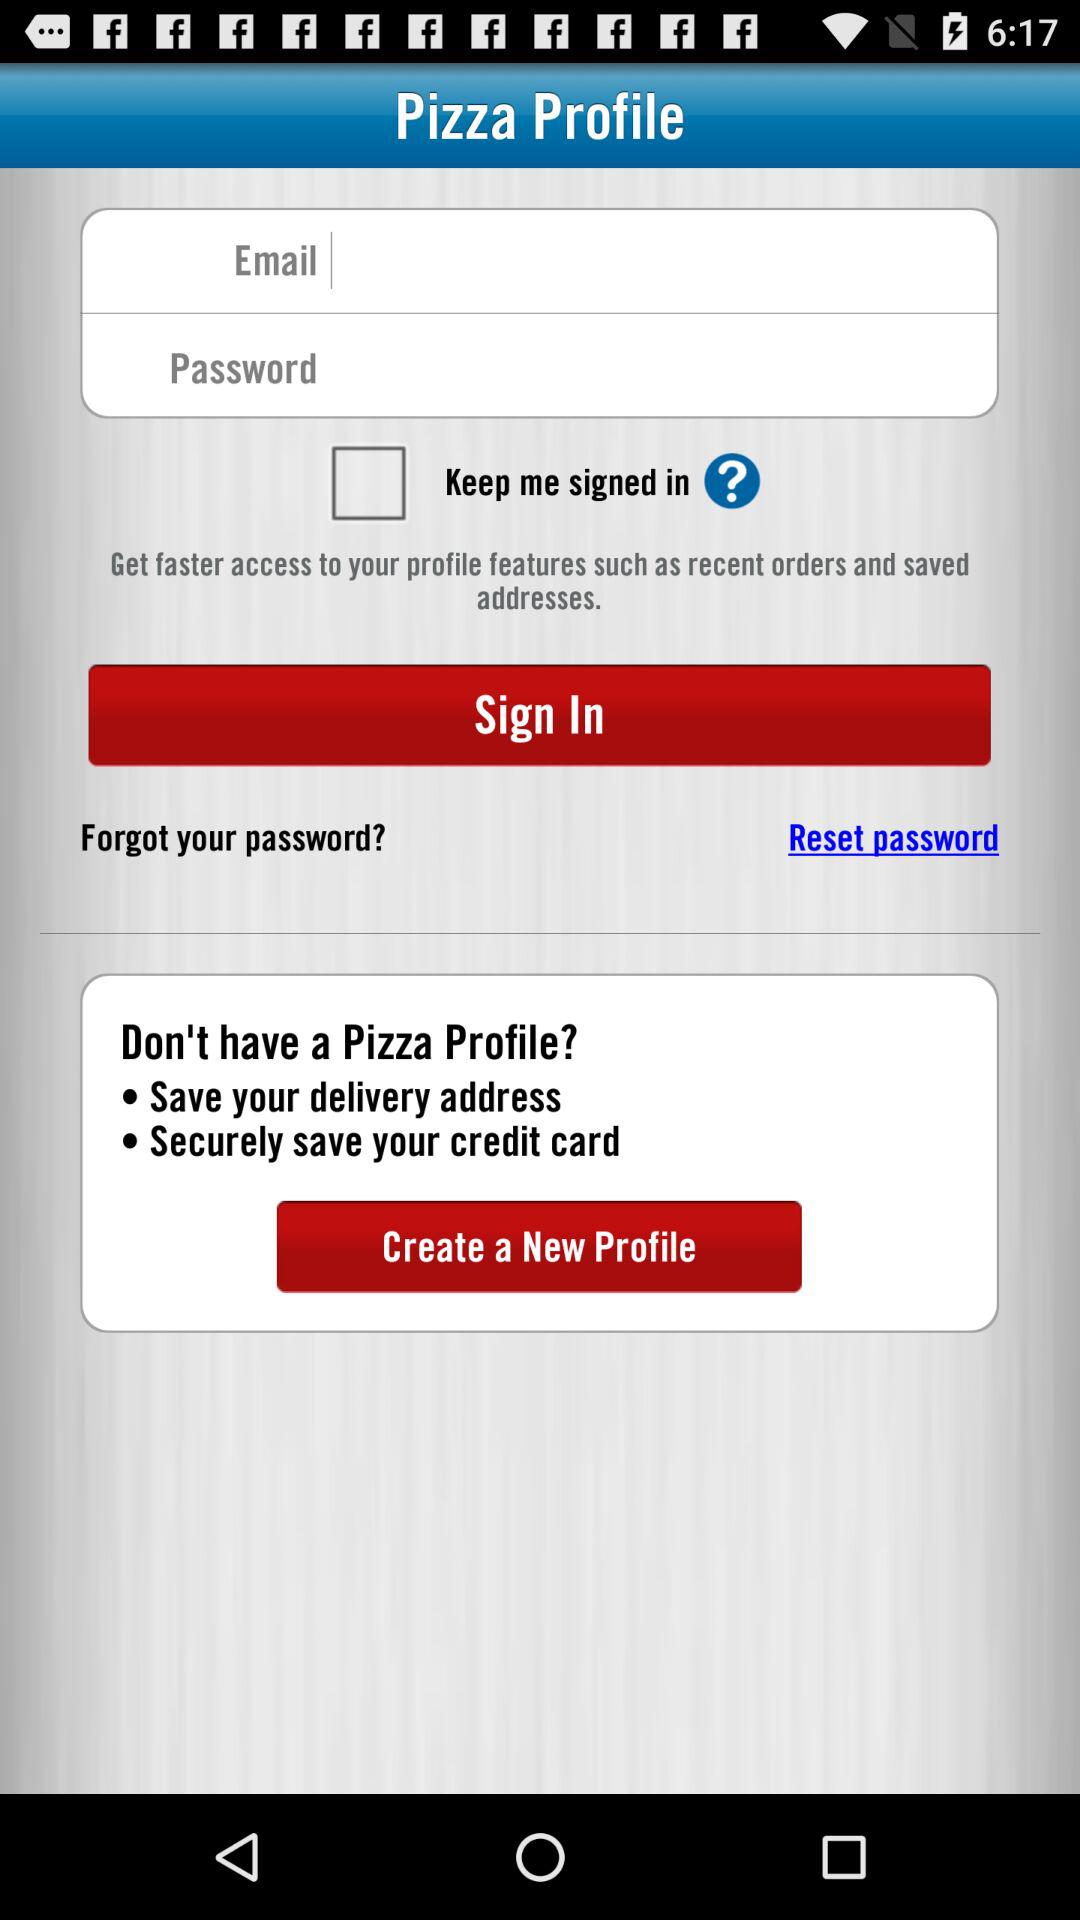 6:17
Pizza Profile
Email
Password
Keep me signed in ?
Get faster access to your profile features such as recent orders and saved
addresses.
Sign In
Forgot your password? Reset password
Don't have a Pizza Profile?
• Save your delivery address
• Securely save your credit card
Create a New Profile